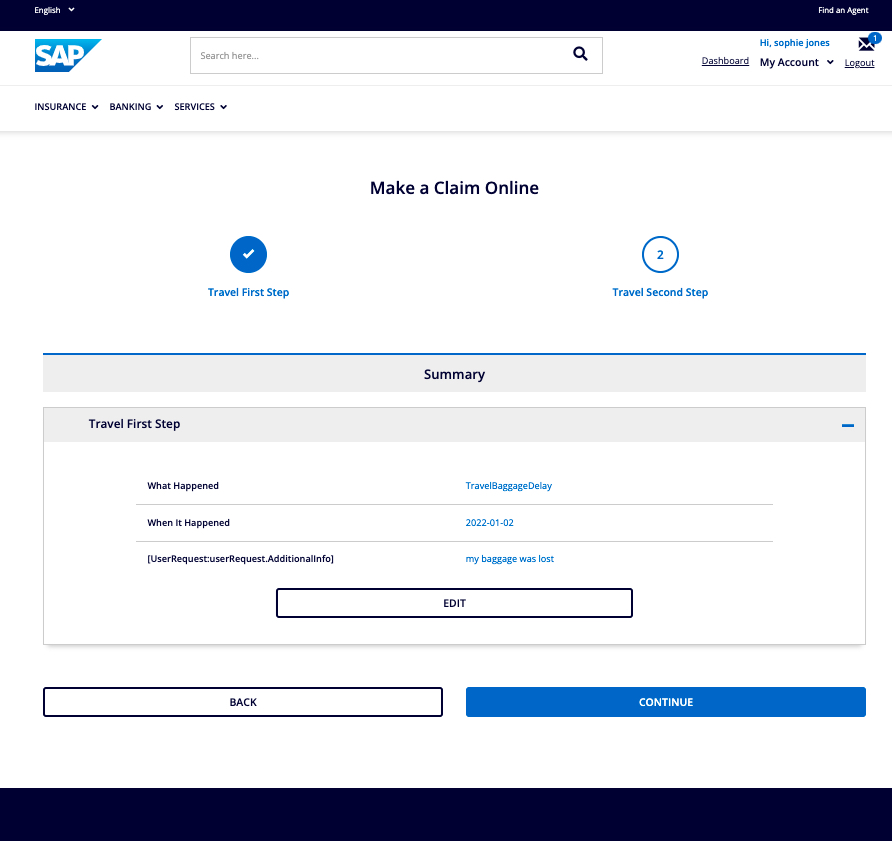 English
Find an Agent
SAP
Search here...
Hi, sophie jones
1
Dashboard
My Account
Logout
INSURANCE
BANKING
SERVICES
Make a Claim Online
2
Travel First Step
Travel Second Step
Summary
Travel First Step
What Happened
TravelBaggageDelay
When It Happened
2022-01-02
[UserRequest:userRequest.AdditionalInfo]
my baggage was lost
EDIT
BACK
CONTINUE